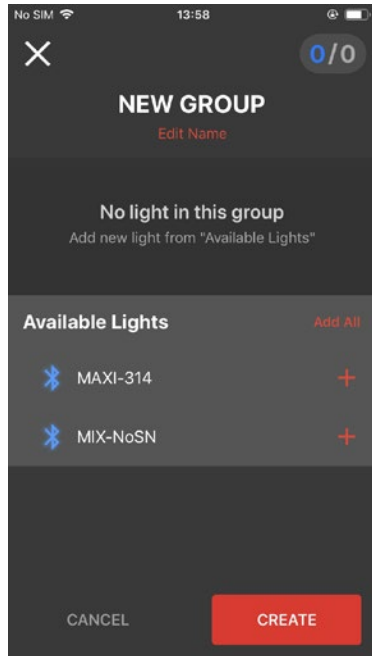 No SIM 13:58
0/0
NEW GROUP
Edit Name
No light in this group
Add new light from "Available Lights"
Available Lights Add All
MAXI-314
MIX-NoSN
CANCEL CREATE